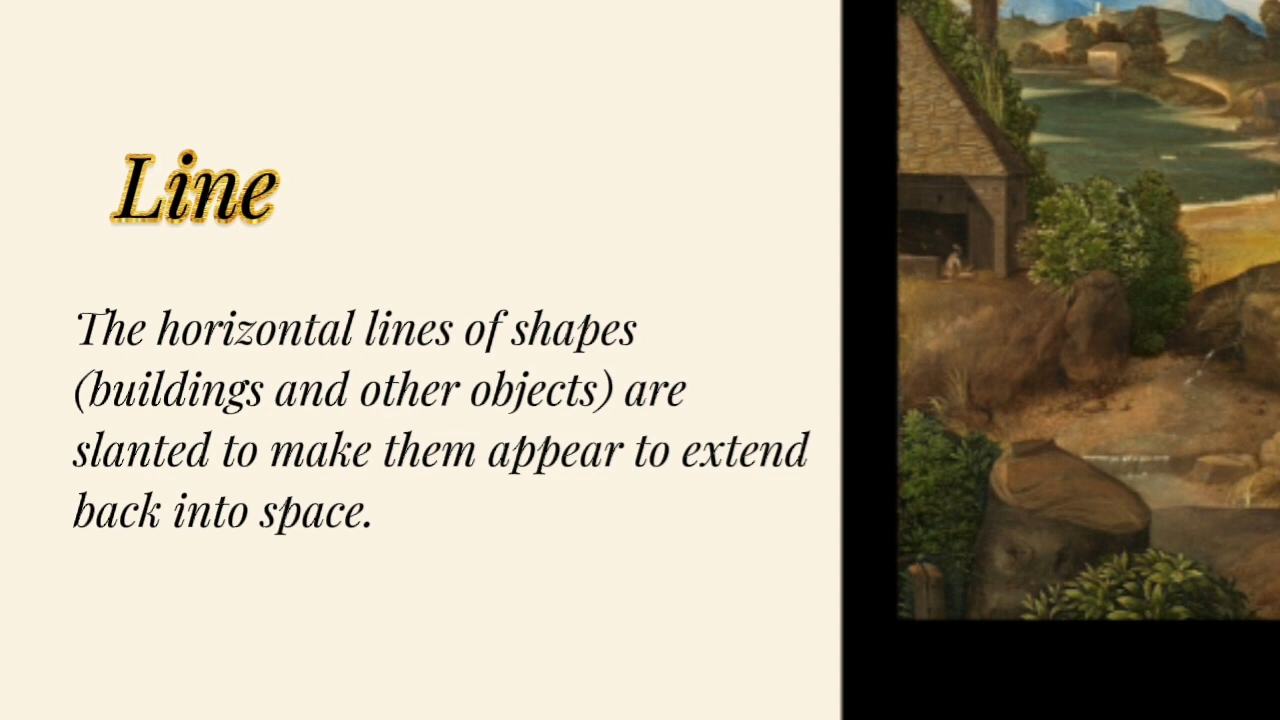 Line
The horizontal lines of shapes
(buildings and other objects) are
slanted to make them appear to extend
back into space.